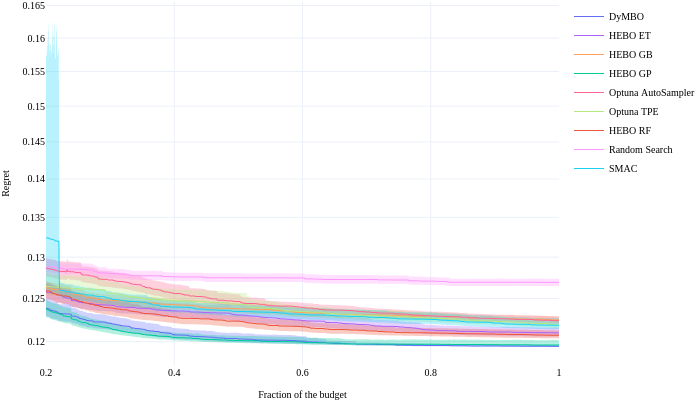 0.165
0.16
0.155
0.15
0.145
0.14
0.135
0.13
0.125
0.12
Regret
0.2
0.4
0.6
0.8
1
Fraction of the budget
DyMBO
HEBO ET
HEBO GB
HEBO GP
Optuna AutoSampler
Optuna TPE
HEBO RF
Random Search
SMAC